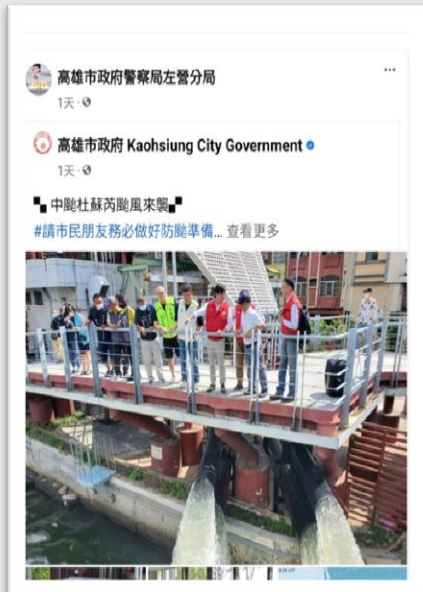 高雄市政府警察局左營分局
1天·
高雄市政府 Kaohsiung City Government
1天·
中颱杜蘇芮颱風來襲
#請市民朋友務必做好防颱準備... 查看更多